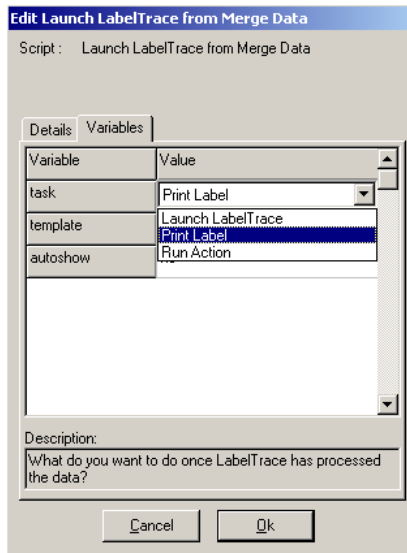 Edit Launch LabelTrace from Merge Data
Script : Launch LabelTrace from Merge Data
Details Variables
Variable Value
task Print Label
template Launch LabelTrace
Print Label
autoshow Run Action
Description:
What do you want to do once LabelTrace has processed
the data?
Cancel Ok